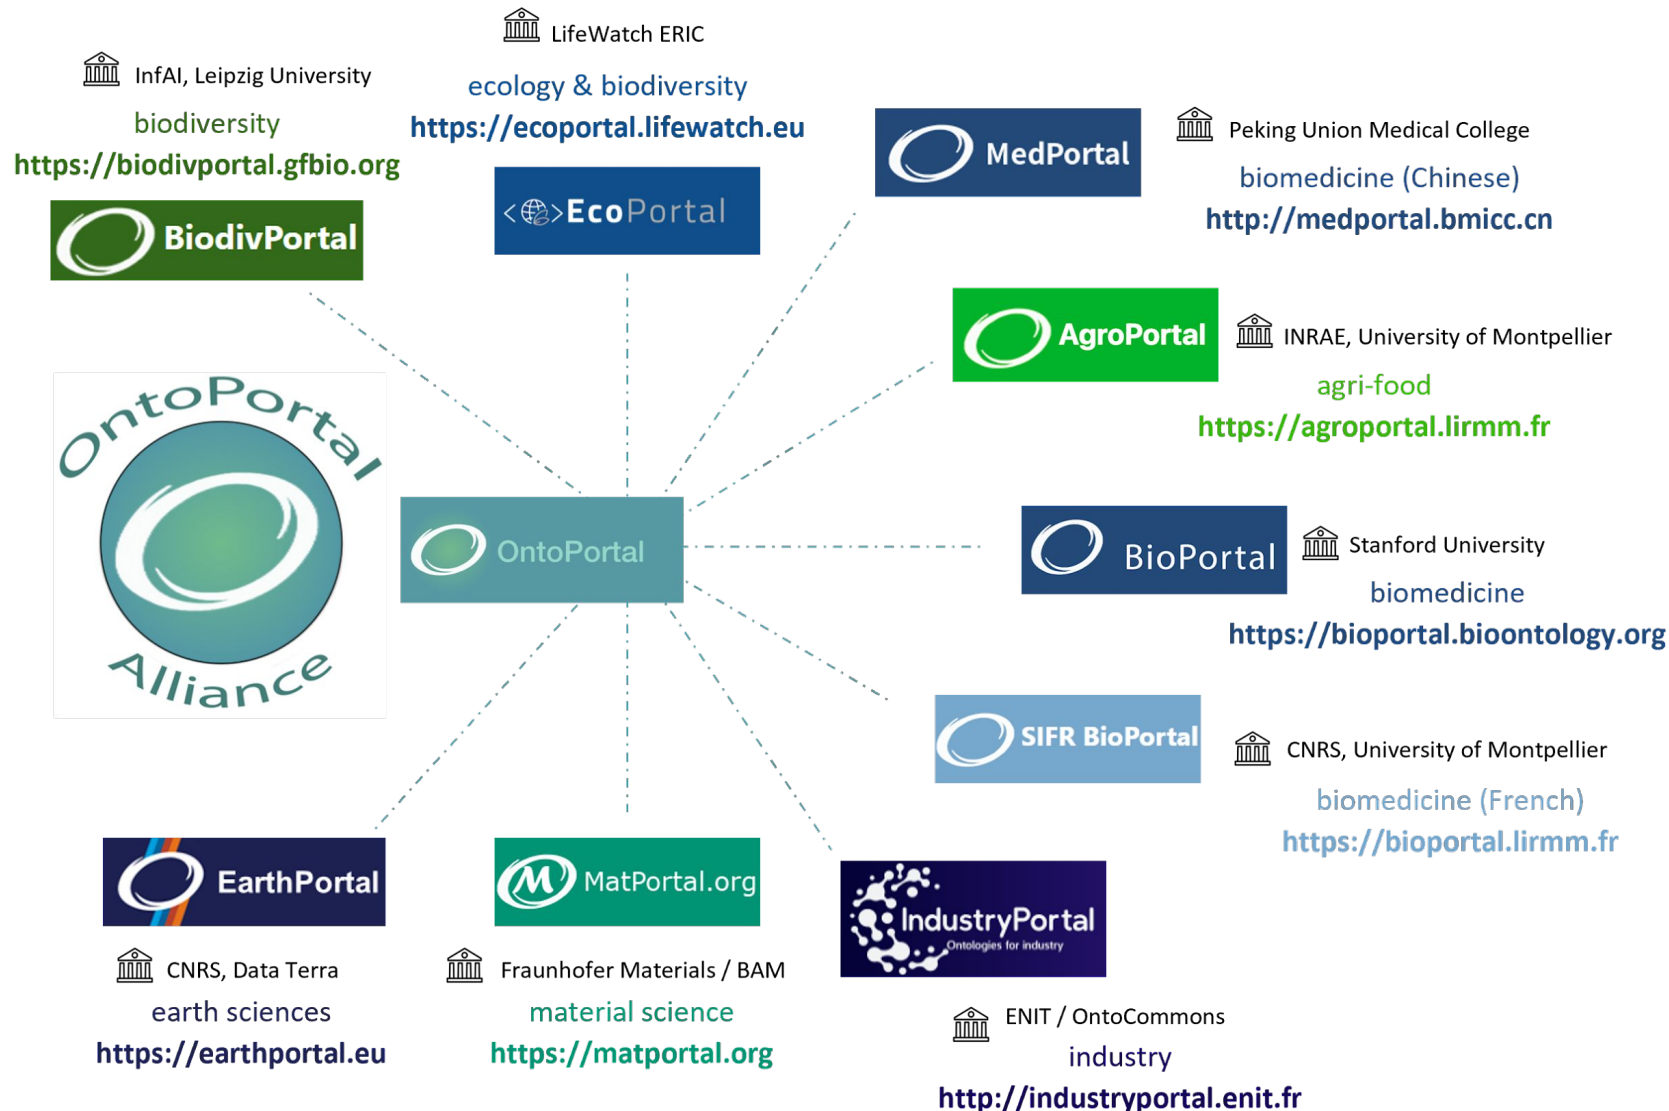 LifeWatch ERIC
ecology & biodiversity
https://ecoportal.lifewatch.eu
<🌐>EcoPortal
InfAI, Leipzig University
biodiversity
https://biodivportal.gfbio.org
BiodivPortal
MedPortal
Peking Union Medical College
biomedicine (Chinese)
http://medportal.bmicc.cn
AgroPortal
INRAE, University of Montpellier
agri-food
https://agroportal.lirmm.fr
OntoPortal
Alliance
OntoPortal
BioPortal
Stanford University
biomedicine
https://bioportal.bioontology.org
SIFR BioPortal
CNRS, University of Montpellier
biomedicine (French)
https://bioportal.lirmm.fr
EarthPortal
CNRS, Data Terra
earth sciences
https://earthportal.eu
M MatPortal.org
Fraunhofer Materials / BAM
material science
https://matportal.org
IndustryPortal
Ontologies for industry
ENIT / OntoCommons
industry
http://industryportal.enit.fr